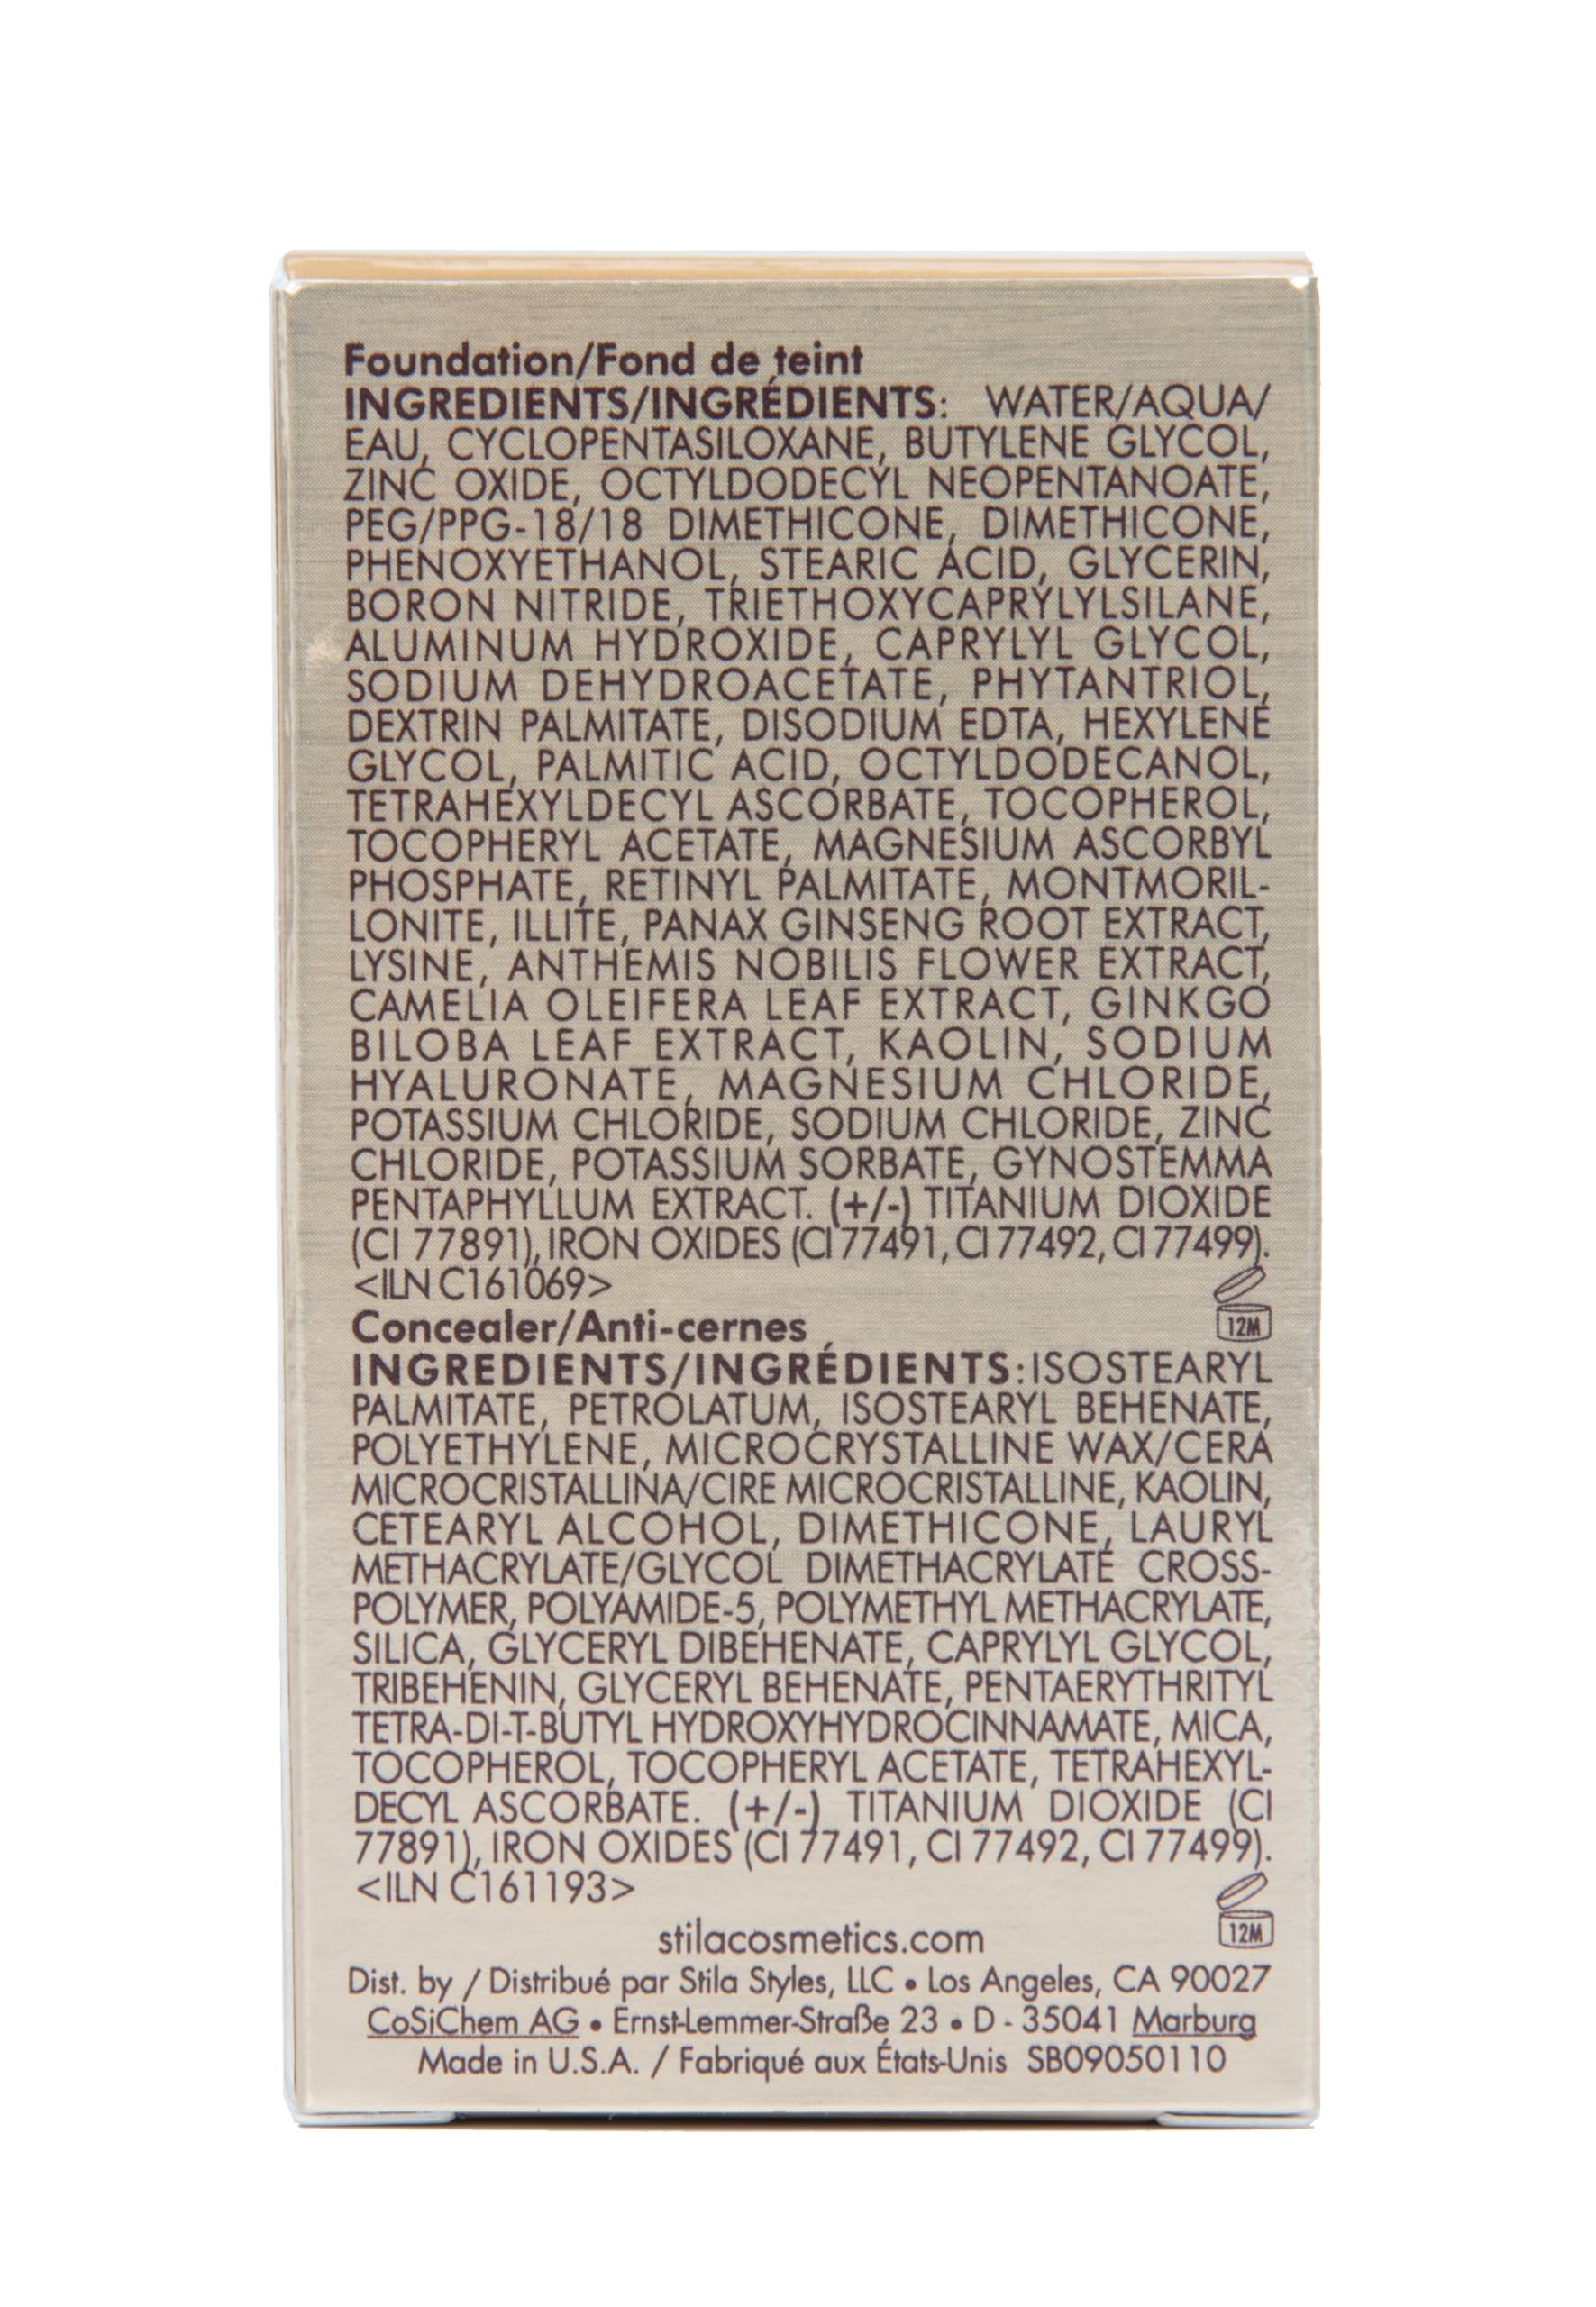 Foundation/Fond de teint
INGREDIENTS/INGRÉDIENTS: WATER/AQUA/
EAU, CYCLOPENTASILOXANE, BUTYLENE GLYCOL,
ZINC OXIDE, OCTYLDODECYL NEOPENTANOATE,
PEG/PPG-18/18 DIMETHICONE, DIMETHICONE,
PHENOXYETHANOL, STEARIC ACID, GLYCERIN,
BORON NITRIDE, TRIETHOXYCAPRYLYLSILANE,
ALUMINUM HYDROXIDE, CAPRYLYL GLYCOL,
SODIUM DEHYDROACETATE, PHYTANTRIOL,
DEXTRIN PALMITATE, DISODIUM EDTA, HEXYLENE
GLYCOL, PALMITIC ACID, OCTYLDODECANOL,
TETRAHEXYLDECYL ASCORBATE, TOCOPHEROL,
TOCOPHERYL ACETATE, MAGNESIUM ASCORBYL
PHOSPHATE, RETINYL PALMITATE, MONTMORIL-
LONITE, ILLITE, PANAX GINSENG ROOT EXTRACT,
LYSINE, ANTHEMIS NOBILIS FLOWER EXTRACT,
CAMELIA OLEIFERA LEAF EXTRACT, GINKGO
BILOBA LEAF EXTRACT, KAOLIN, SODIUM
HYALURONATE, MAGNESIUM CHLORIDE,
POTASSIUM CHLORIDE, SODIUM CHLORIDE, ZINC
CHLORIDE, POTASSIUM SORBATE, GYNOSTEMMA
PENTAPHYLLUM EXTRACT. (+/-) TITANIUM DIOXIDE
(CI 77891), IRON OXIDES (CI 77491, CI 77492, CI 77499).
<ILN C161069>
12M
Concealer/Anti-cernes
INGREDIENTS/INGRÉDIENTS:ISOSTEARYL
PALMITATE, PETROLATUM, ISOSTEARYL BEHENATE,
POLYETHYLENE, MICROCRYSTALLINE WAX/CERA
MICROCRISTALLINA/CIRE MICROCRISTALLINE, KAOLIN,
CETEARYL ALCOHOL, DIMETHICONE, LAURYL
METHACRYLATE/GLYCOL DIMETHACRYLATE CROSS-
POLYMER, POLYAMIDE-5, POLYMETHYL METHACRYLATE,
SILICA, GLYCERYL DIBEHENATE, CAPRYLYL GLYCOL,
TRIBEHENIN, GLYCERYL BEHENATE, PENTAERYTHRITYL
TETRA-DI-T-BUTYL HYDROXYHYDROCINNAMATE, MICA,
TOCOPHEROL, TOCOPHERYL ACETATE, TETRAHEXYL-
DECYL ASCORBATE. (+/-) TITANIUM DIOXIDE (CI
77891), IRON OXIDES (CI 77491, CI 77492, CI 77499).
<ILN C161193>
12M
stilacosmetics.com
Dist. by / Distribué par Stila Styles, LLC • Los Angeles, CA 90027
CoSiChem AG • Ernst-Lemmer-Straße 23 • D - 35041 Marburg
Made in U.S.A. / Fabriqué aux États-Unis SB09050110